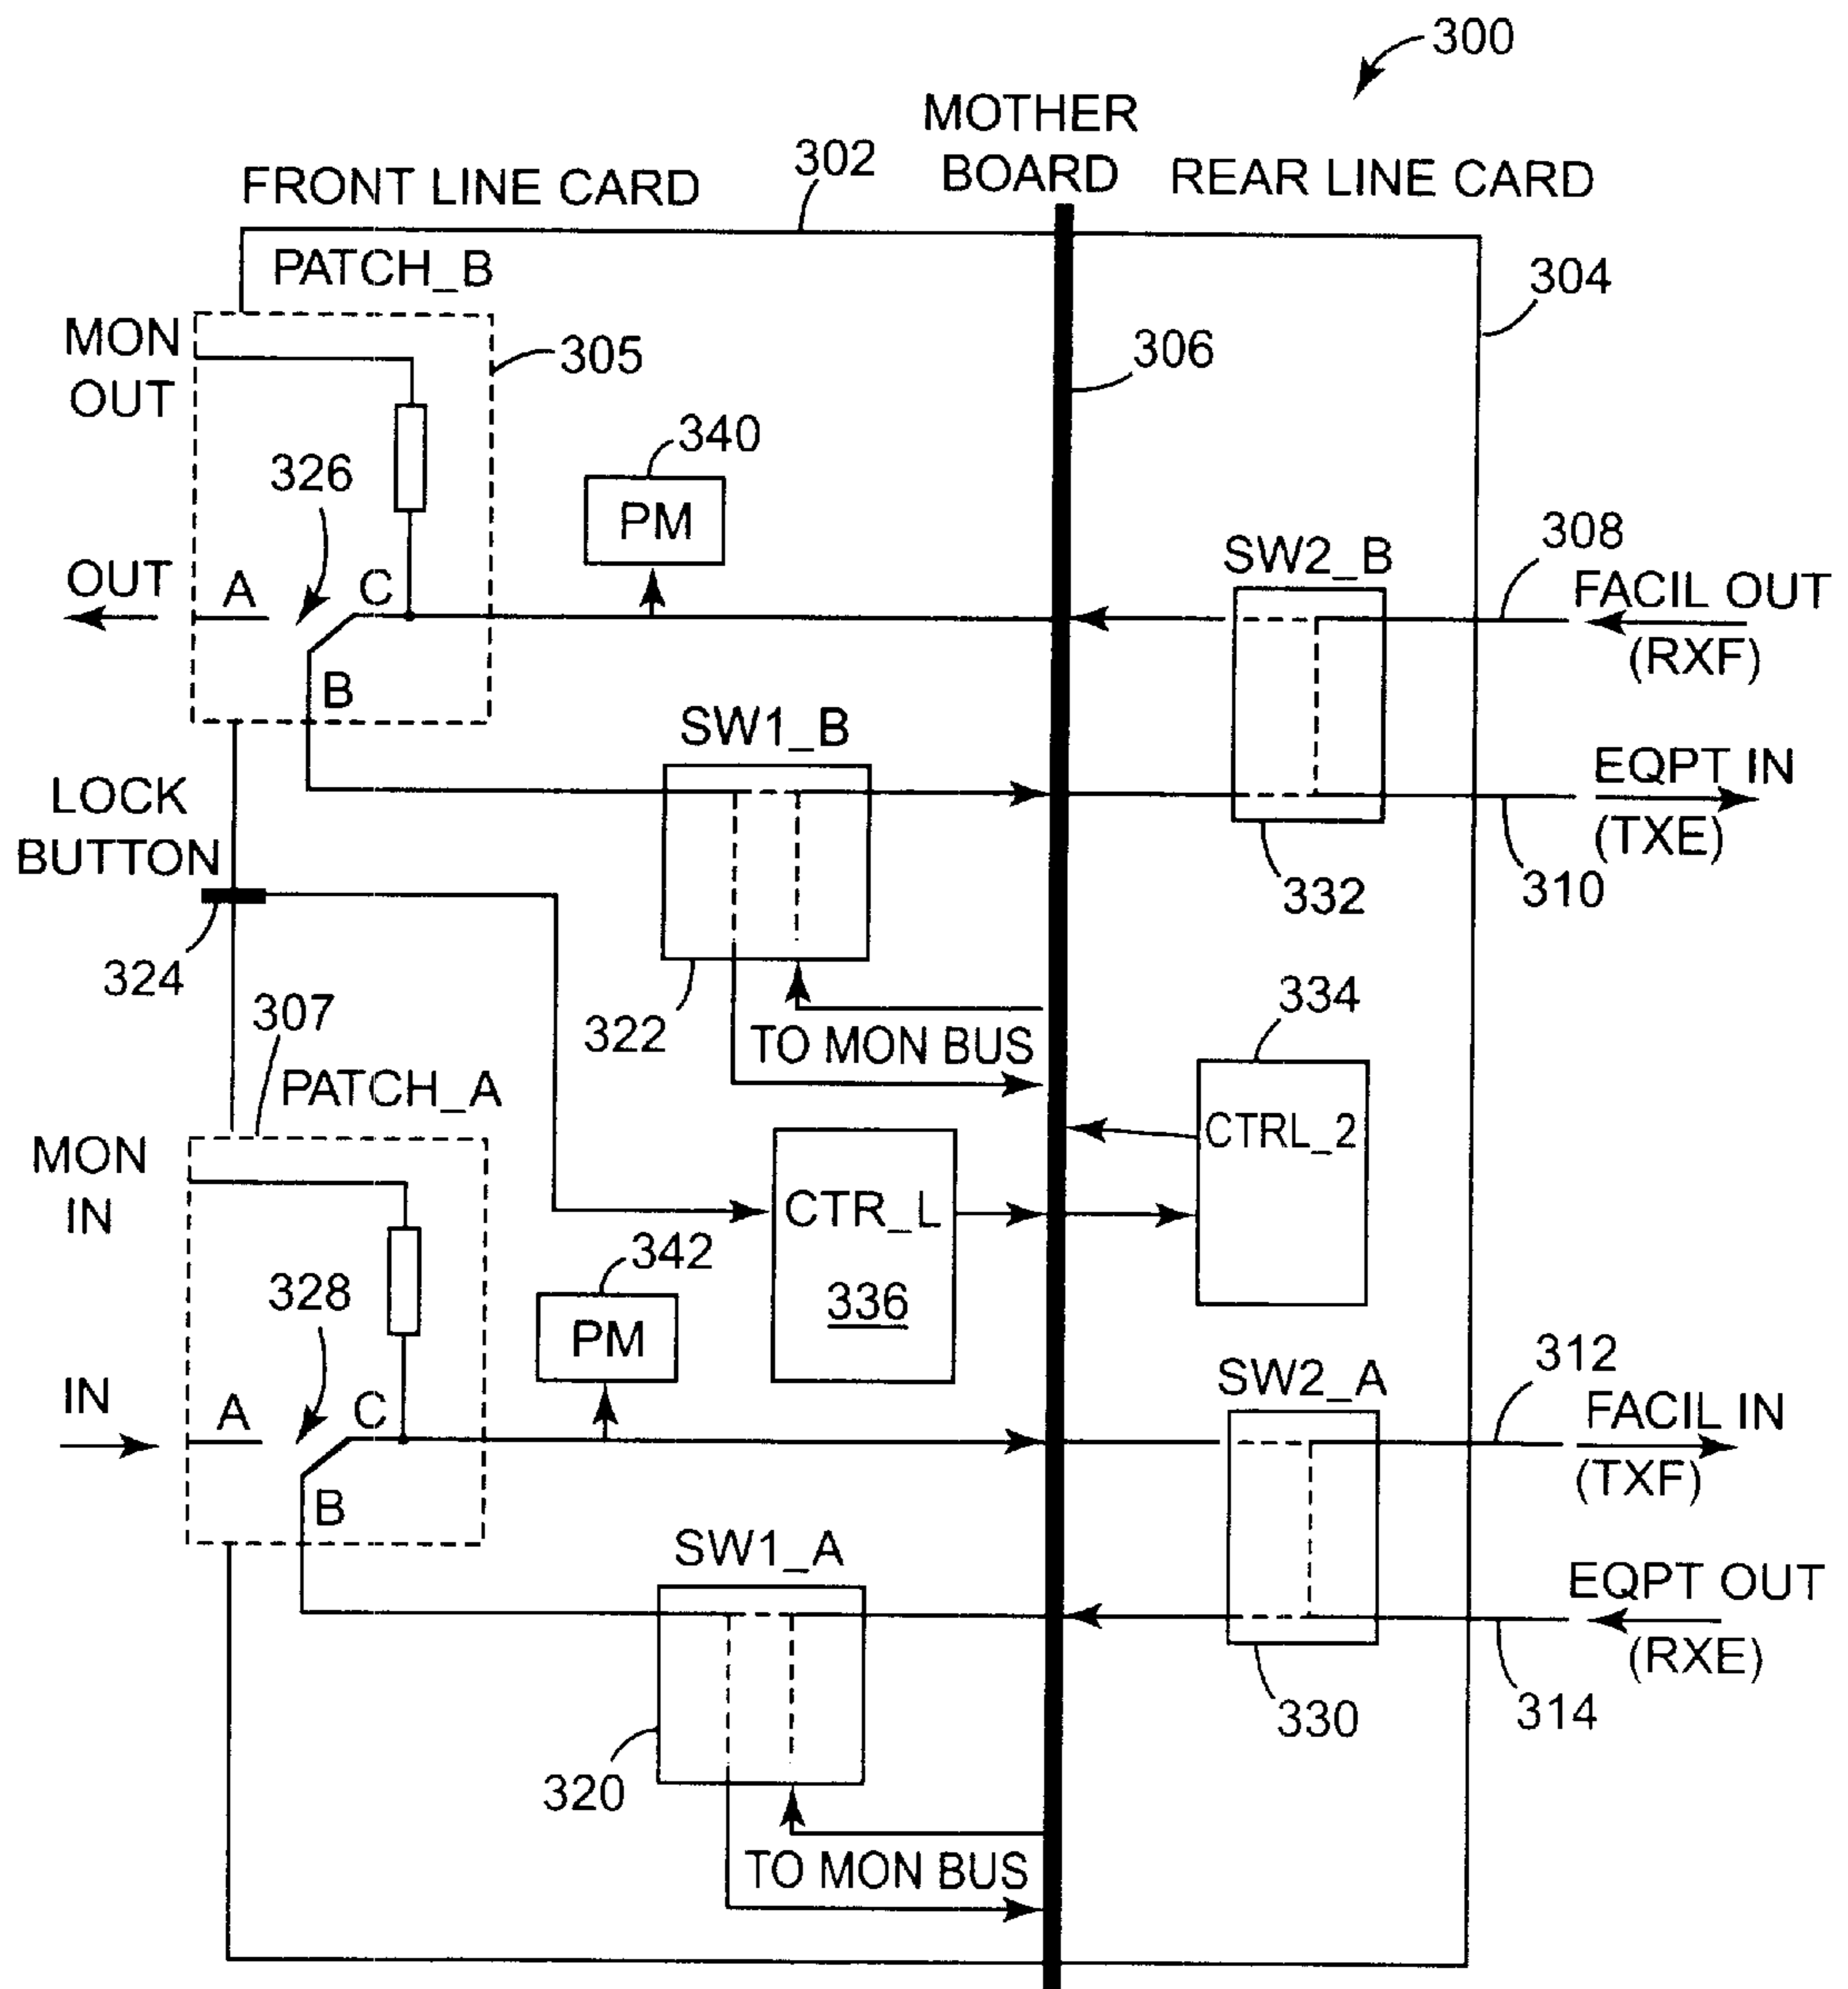 300
MOTHER
BOARD
302
FRONT LINE CARD
REAR LINE CARD
PATCH_B
304
MON
OUT
305
306
340
326
PM
308
SW2_B
OUT
A
C
FACIL OUT
(RXF)
B
SW1_B
EQPT IN
(TXE)
LOCK
BUTTON
332
310
324
322
334
307
TO MON BUS
PATCH_A
CTRL_2
MON
IN
CTR_L
342
328
336
PM
312
SW2_A
IN
A
C
FACIL IN
(TXF)
B
SW1_A
EQPT OUT
(RXE)
330
314
320
TO MON BUS